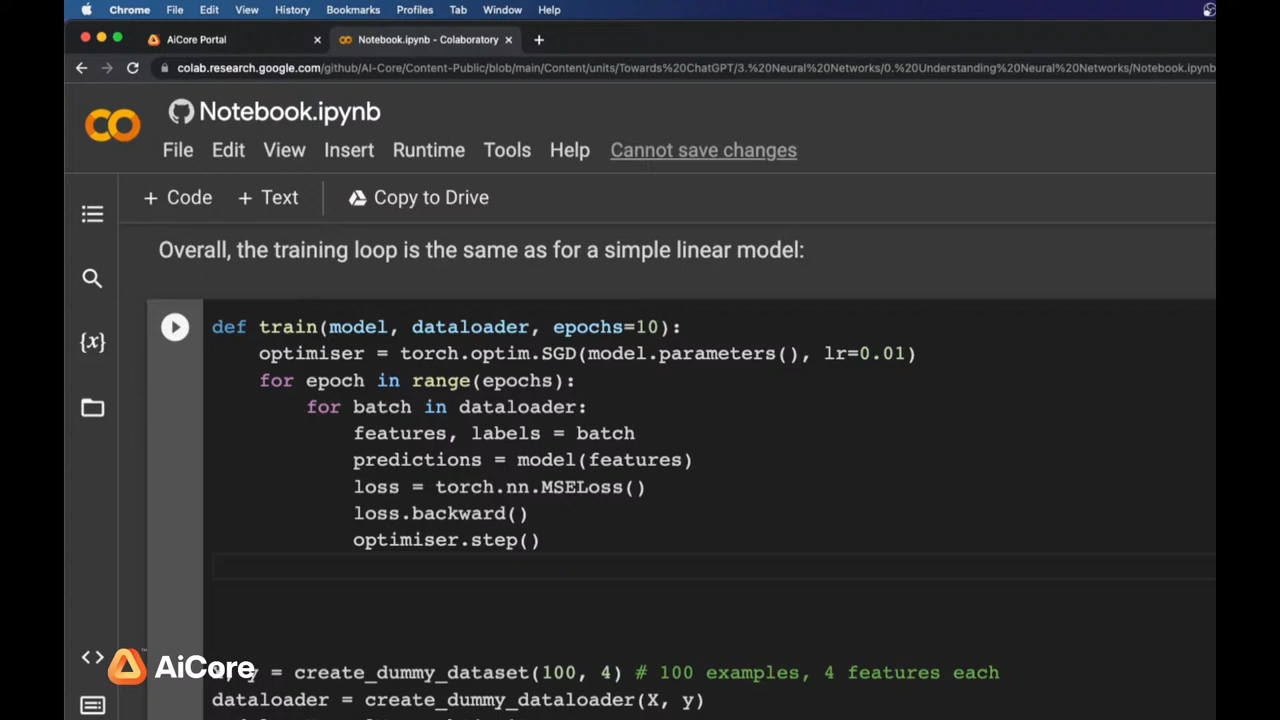 Chrome File Edit View History Bookmarks Profiles Tab Window Help
AiCore Portal Notebook.ipynb - Colaboratory
colab.research.google.com/github/AI-Core/Content-Public/blob/main/Content/units/Towards%20ChatGPT/3.%20Neural%20Networks/0.%20Understanding%20Neural%20Networks/Notebook.ipynb
Notebook.ipynb
File Edit View Insert Runtime Tools Help Cannot save changes
+ Code + Text Copy to Drive
Overall, the training loop is the same as for a simple linear model:
{x}
def train(model, dataloader, epochs=10):
optimiser = torch.optim.SGD(model.parameters(), lr=0.01)
for epoch in range(epochs):
for batch in dataloader:
features, labels = batch
predictions = model(features)
loss = torch.nn.MSELoss()
loss.backward()
optimiser.step()
AiCore
y = create_dummy_dataset(100, 4) # 100 examples, 4 features each
dataloader = create_dummy_dataloader(X, y)